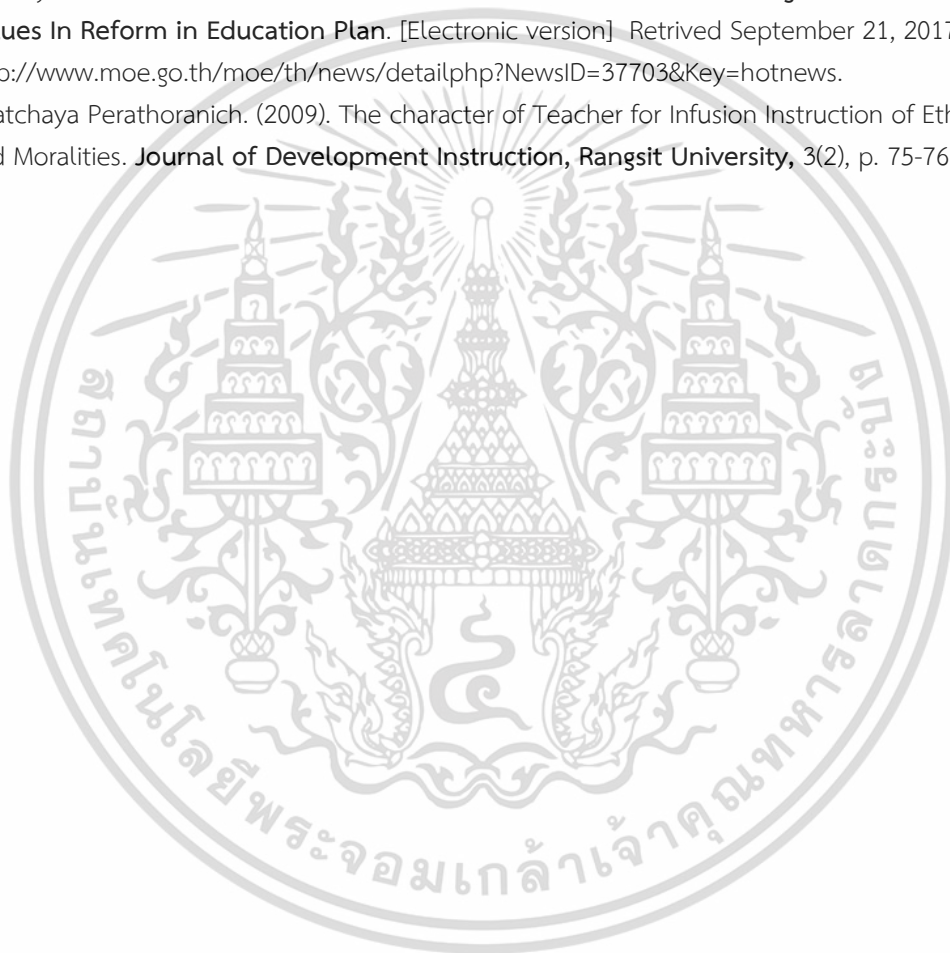 ues In Reform in Education Plan. [Electronic version] Retrived September 21, 2017
p://www.moe.go.th/moe/th/news/detailphp?NewsID=37703&Key=hotnews.
atchaya Perathoranich. (2009). The character of Teacher for Infusion Instruction of Eth
d Moralities. Journal of Development Instruction, Rangsit University, 3(2), p. 75-76
สถาบันเทคโนโลยีพระจอมเกล้าเจ้าคุณทหารลาดกระบัง
๔